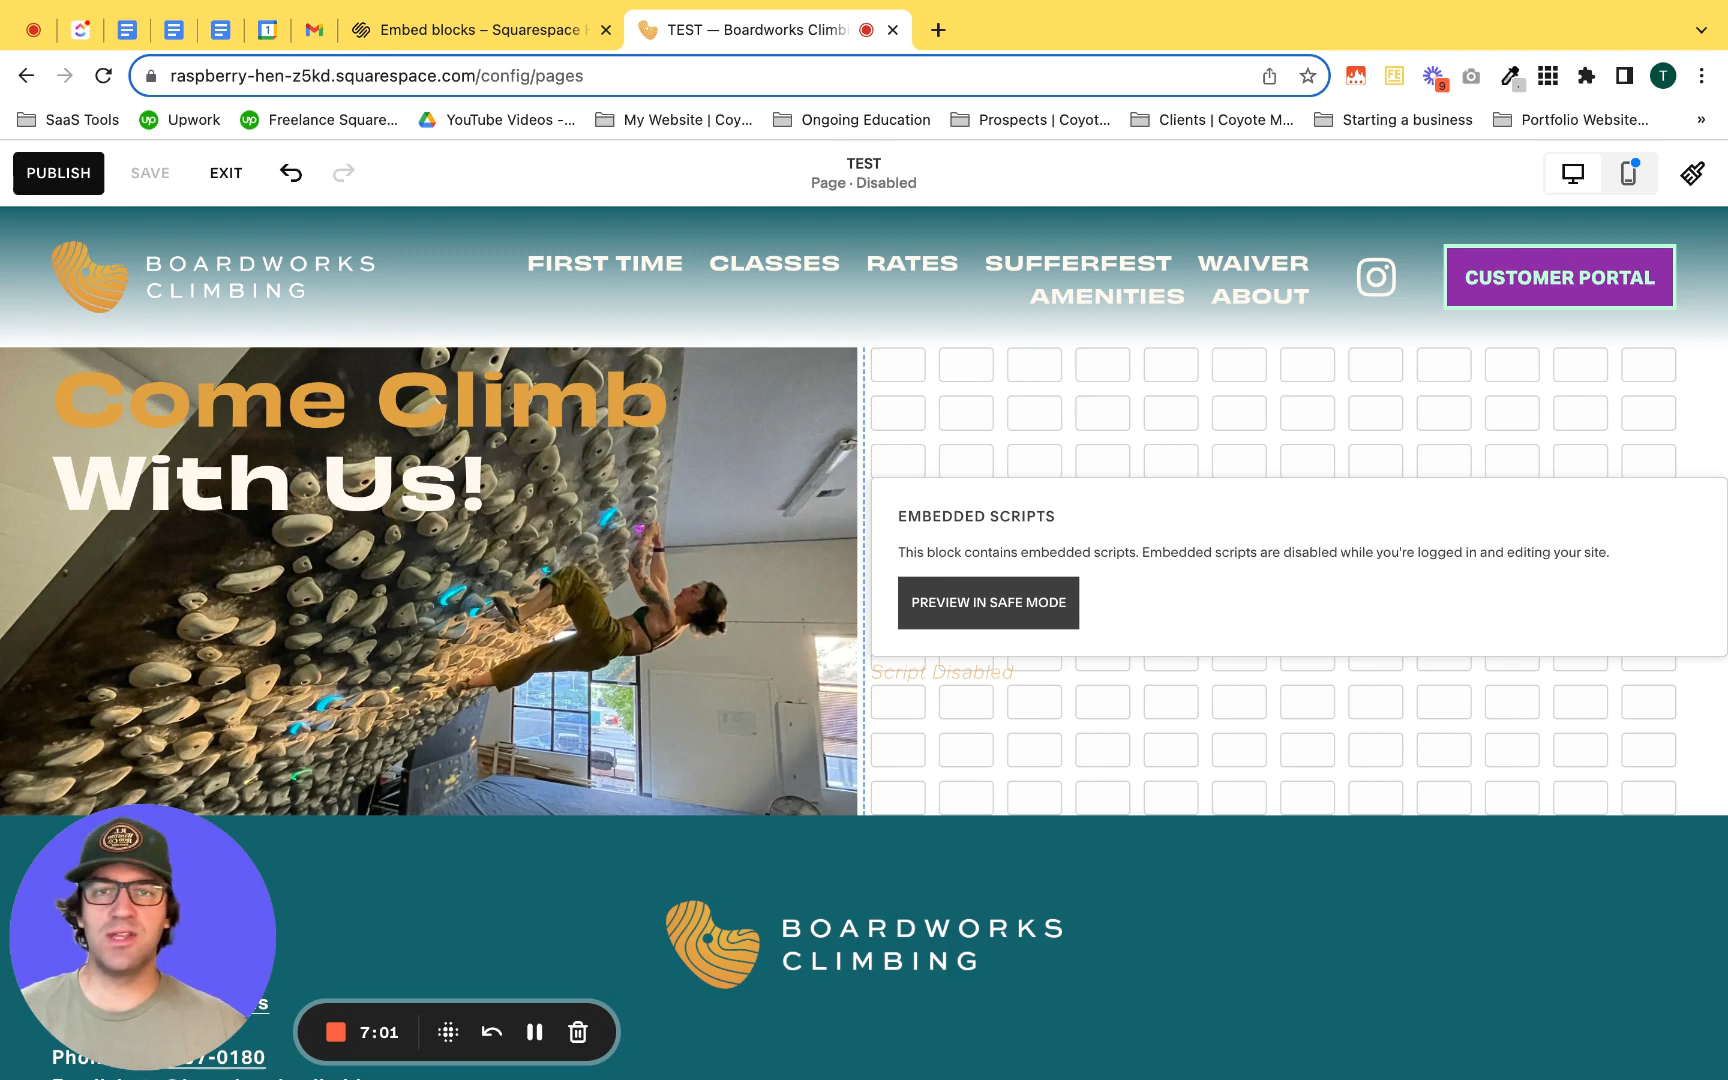 Embed blocks – Squarespace
TEST — Boardworks Climbi
raspberry-hen-z5kd.squarespace.com/config/pages
9
T
SaaS Tools
Upwork
Freelance Square...
YouTube Videos -...
My Website | Coy...
Ongoing Education
Prospects | Coyot...
Clients | Coyote M...
Starting a business
Portfolio Website...
»
PUBLISH
SAVE
EXIT
TEST
Page · Disabled
BOARDWORKS
CLIMBING
FIRST TIME
CLASSES
RATES
SUFFERFEST
WAIVER
AMENITIES
ABOUT
CUSTOMER PORTAL
Come Climb
With Us!
EMBEDDED SCRIPTS
This block contains embedded scripts. Embedded scripts are disabled while you're logged in and editing your site.
PREVIEW IN SAFE MODE
Script Disabled
BOARDWORKS
CLIMBING
7:01
7-0180